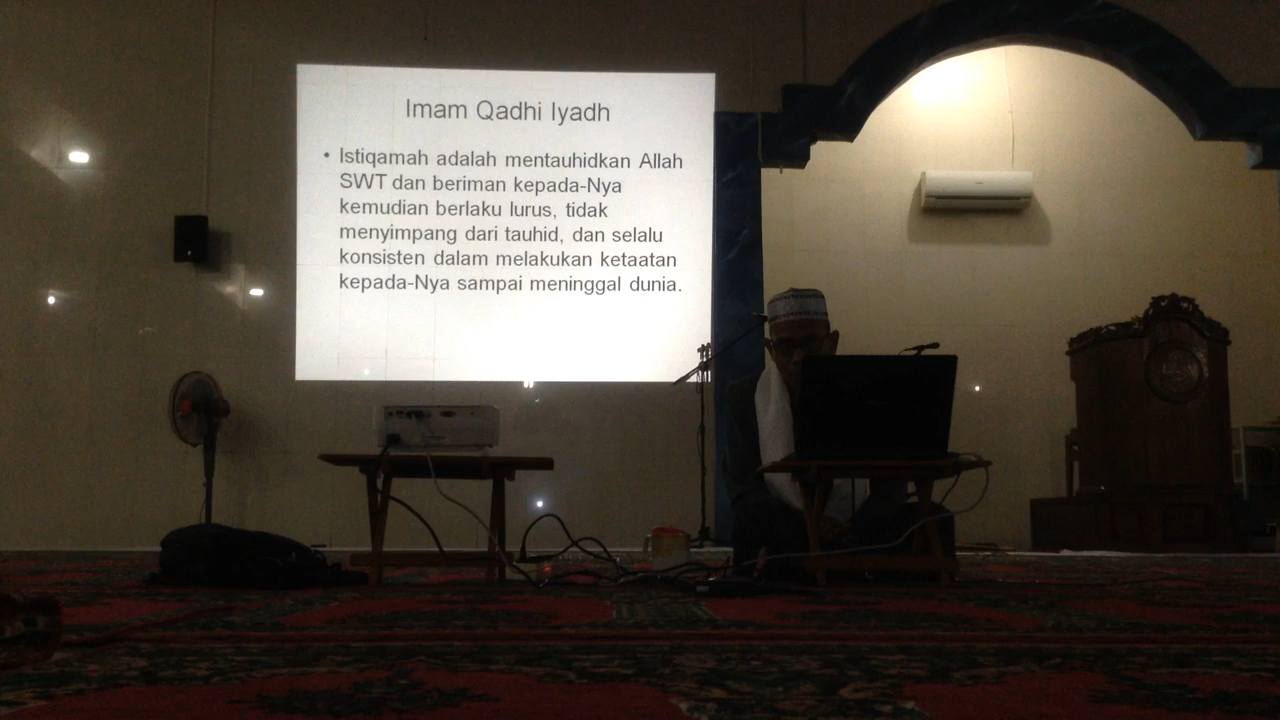 Imam Qadhi Iyadh
• Istiqamah adalah mentauhidkan Allah
SWT dan beriman kepada-Nya
kemudian berlaku lurus, tidak
menyimpang dari tauhid, dan selalu
konsisten dalam melakukan ketaatan
kepada-Nya sampai meninggal dunia.